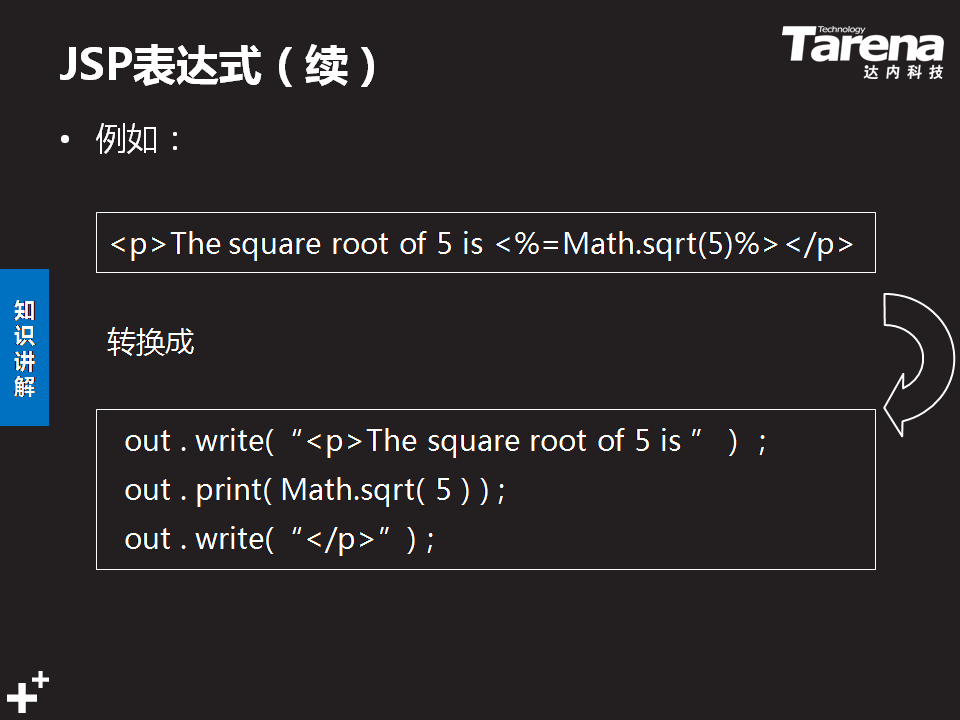 JSP表达式（续）
Technology
Tarena
达内科技
• 例如：
<p>The square root of 5 is <%=Math.sqrt(5)%></p>
知识讲解
转换成
out . write(“<p>The square root of 5 is ” ) ;
out . print( Math.sqrt( 5 ) ) ;
out . write(“</p>”) ;